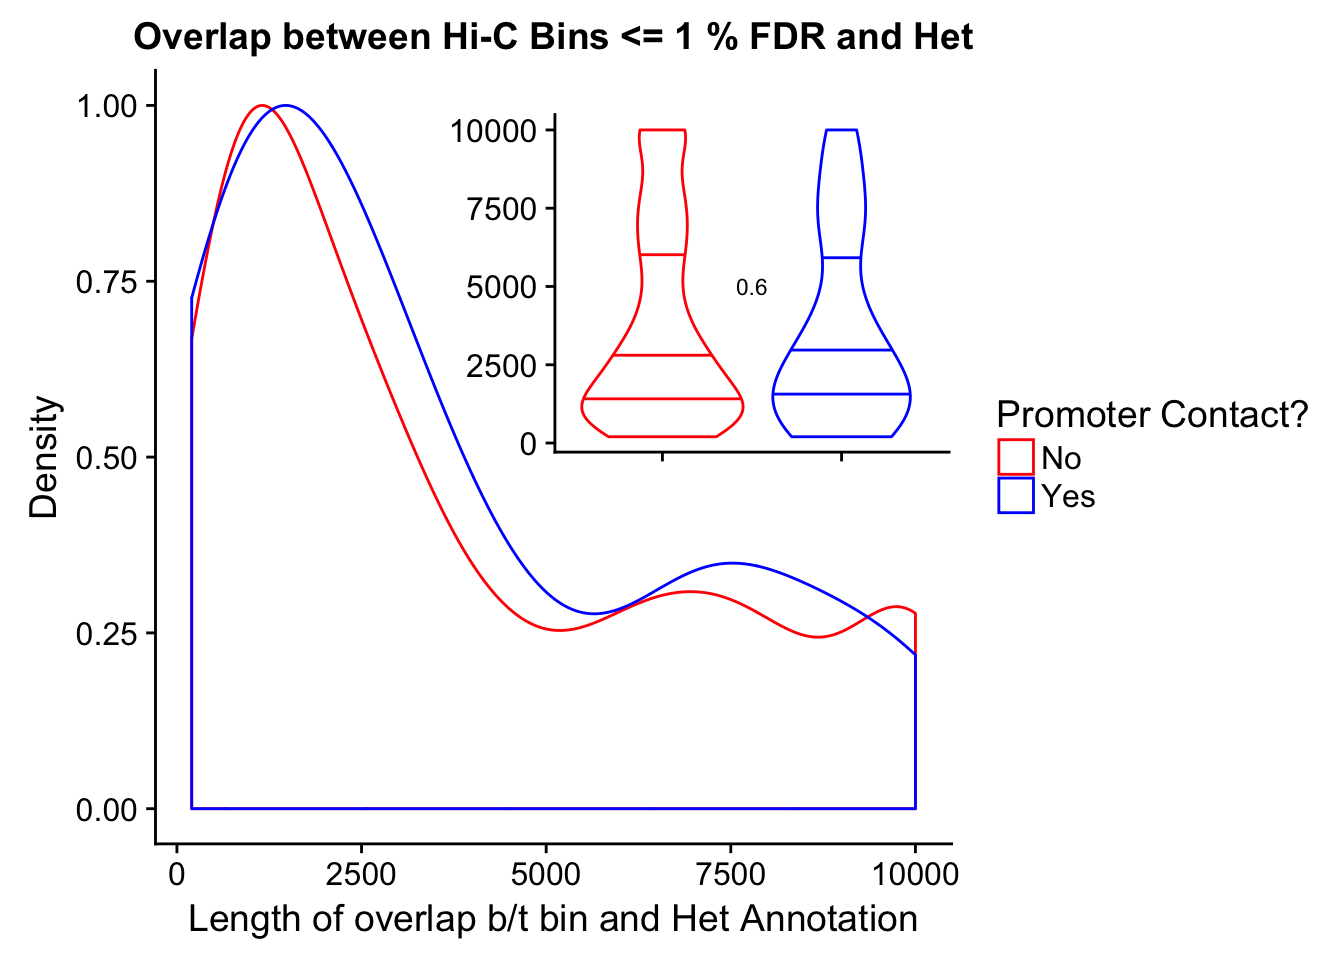 Overlap between Hi-C Bins <= 1 % FDR and Het
1.00
0.75
0.50
0.25
0.00
Density
10000
7500
5000
2500
0
0.6
Promoter Contact?
No
Yes
0 2500 5000 7500 10000
Length of overlap b/t bin and Het Annotation